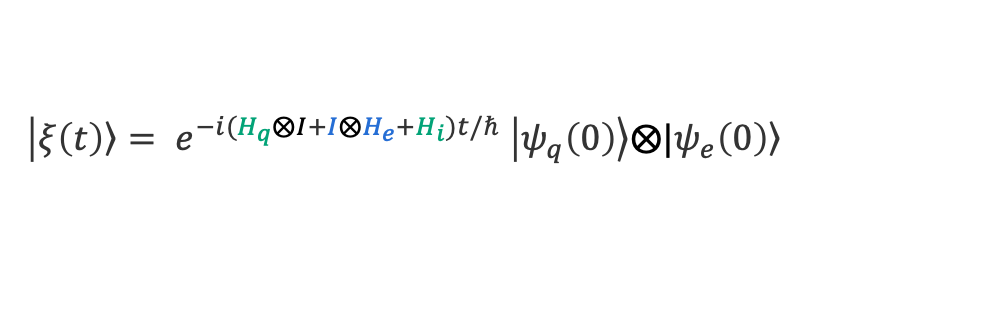 |ξ(t)⟩ = e^{−i(H_q⊗I+I⊗H_e+H_i)t/ħ} |ψ_q(0)⟩⊗|ψ_e(0)⟩